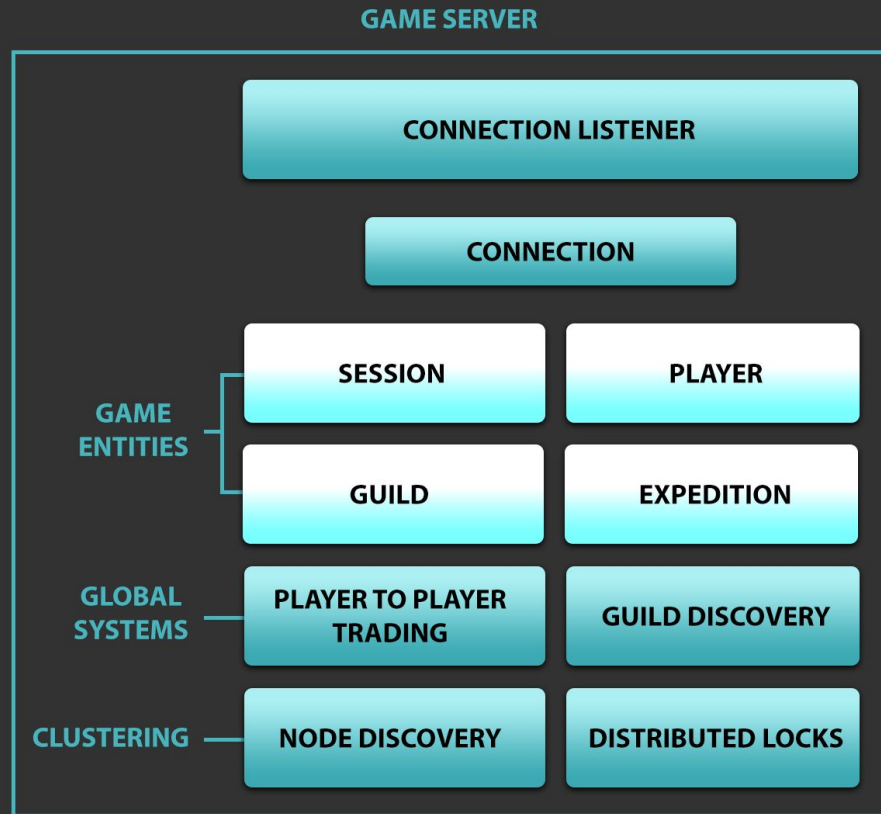 GAME SERVER
CONNECTION LISTENER
CONNECTION
GAME
ENTITIES
SESSION
PLAYER
GUILD
EXPEDITION
GLOBAL
SYSTEMS
PLAYER TO PLAYER
TRADING
GUILD DISCOVERY
CLUSTERING
NODE DISCOVERY
DISTRIBUTED LOCKS